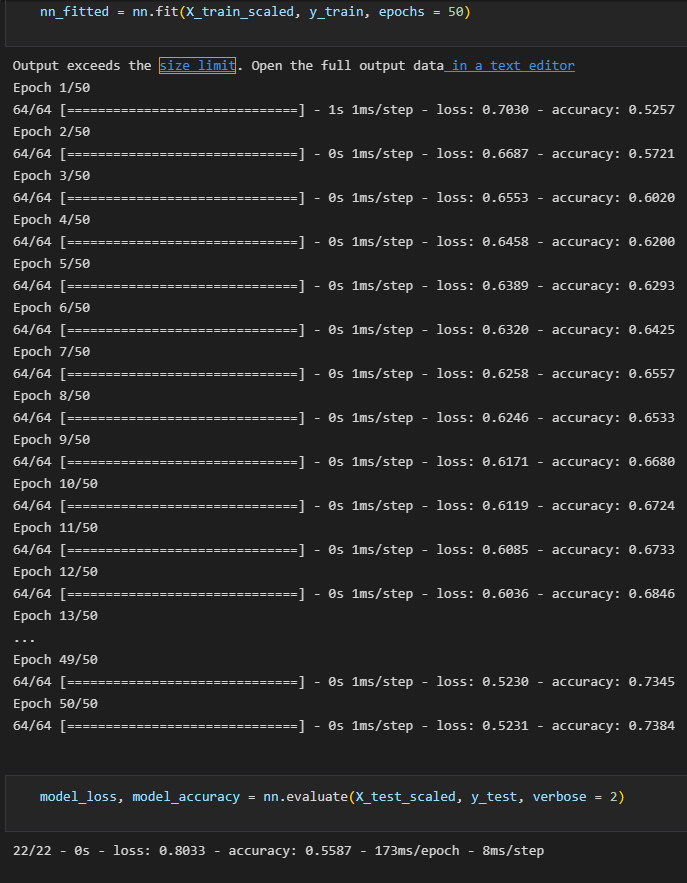 nn_fitted = nn.fit(X_train_scaled, y_train, epochs = 50)
Output exceeds the size limit. Open the full output data in a text editor
Epoch 1/50
64/64 [==============================] - 1s 1ms/step - loss: 0.7030 - accuracy: 0.5257
Epoch 2/50
64/64 [==============================] - 0s 1ms/step - loss: 0.6687 - accuracy: 0.5721
Epoch 3/50
64/64 [==============================] - 0s 1ms/step - loss: 0.6553 - accuracy: 0.6020
Epoch 4/50
64/64 [==============================] - 0s 1ms/step - loss: 0.6458 - accuracy: 0.6200
Epoch 5/50
64/64 [==============================] - 0s 1ms/step - loss: 0.6389 - accuracy: 0.6293
Epoch 6/50
64/64 [==============================] - 0s 1ms/step - loss: 0.6320 - accuracy: 0.6425
Epoch 7/50
64/64 [==============================] - 0s 1ms/step - loss: 0.6258 - accuracy: 0.6557
Epoch 8/50
64/64 [==============================] - 0s 1ms/step - loss: 0.6246 - accuracy: 0.6533
Epoch 9/50
64/64 [==============================] - 0s 1ms/step - loss: 0.6171 - accuracy: 0.6680
Epoch 10/50
64/64 [==============================] - 0s 1ms/step - loss: 0.6119 - accuracy: 0.6724
Epoch 11/50
64/64 [==============================] - 0s 1ms/step - loss: 0.6085 - accuracy: 0.6733
Epoch 12/50
64/64 [==============================] - 0s 1ms/step - loss: 0.6036 - accuracy: 0.6846
Epoch 13/50
...
Epoch 49/50
64/64 [==============================] - 0s 1ms/step - loss: 0.5230 - accuracy: 0.7345
Epoch 50/50
64/64 [==============================] - 0s 1ms/step - loss: 0.5231 - accuracy: 0.7384
model_loss, model_accuracy = nn.evaluate(X_test_scaled, y_test, verbose = 2)
22/22 - 0s - loss: 0.8033 - accuracy: 0.5587 - 173ms/epoch - 8ms/step